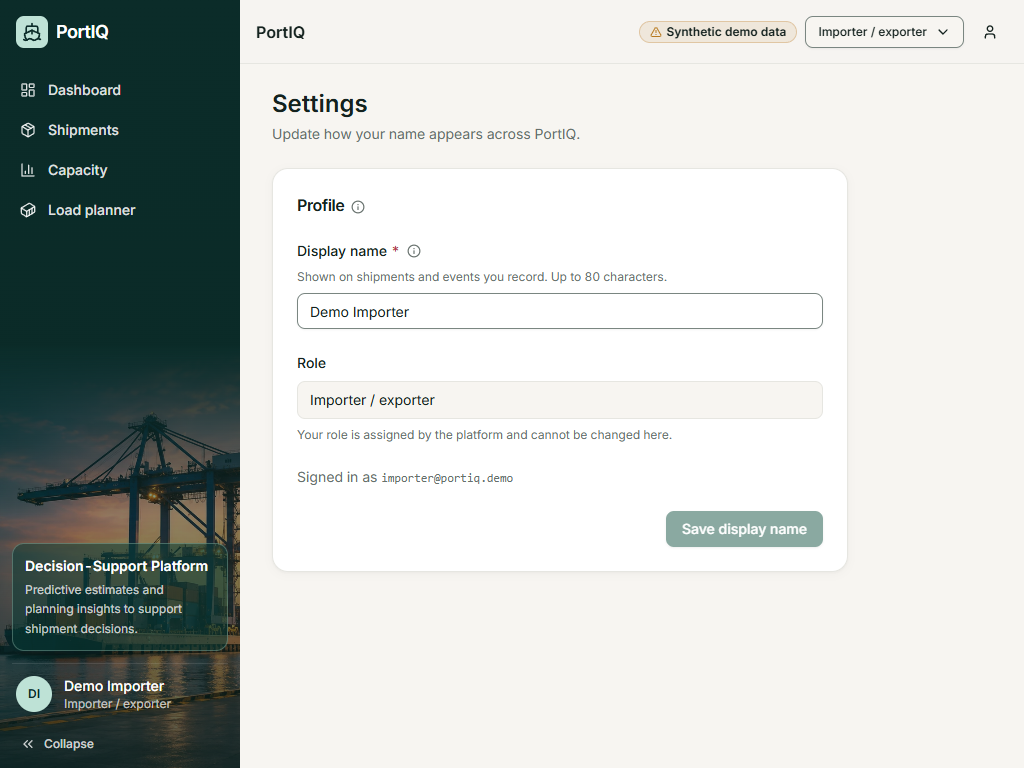 PortIQ
Dashboard
Shipments
Capacity
Load planner
Decision-Support Platform
Predictive estimates and
planning insights to support
shipment decisions.
DI
Demo Importer
Importer / exporter
Collapse
PortIQ
Synthetic demo data
Importer / exporter
Settings
Update how your name appears across PortIQ.
Profile
Display name *
Shown on shipments and events you record. Up to 80 characters.
Demo Importer
Role
Importer / exporter
Your role is assigned by the platform and cannot be changed here.
Signed in as importer@portiq.demo
Save display name